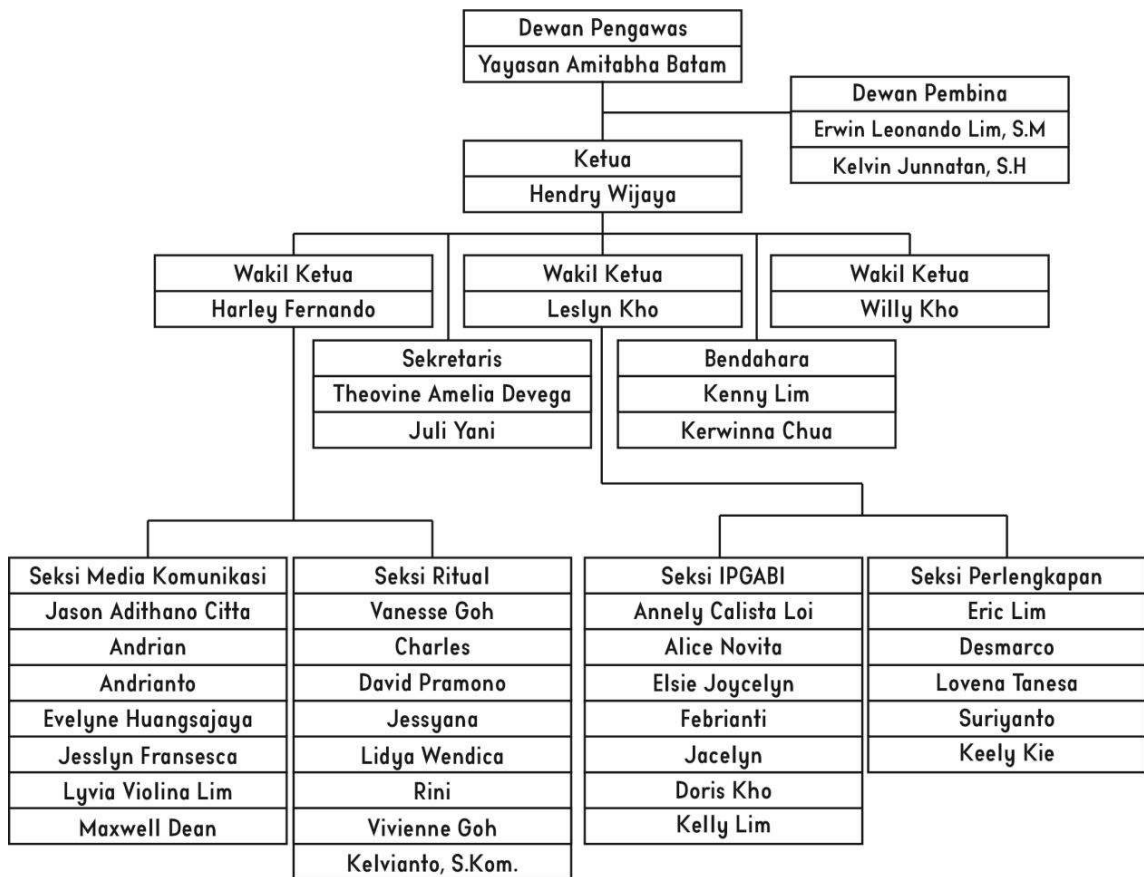 Dewan Pengawas
Yayasan Amitabha Batam
Dewan Pembina
Erwin Leonando Lim, S.M
Kelvin Junnatan, S.H
Ketua
Hendry Wijaya
Wakil Ketua
Harley Fernando
Wakil Ketua
Leslyn Kho
Wakil Ketua
Willy Kho
Sekretaris
Theovine Amelia Devega
Juli Yani
Bendahara
Kenny Lim
Kerwinna Chua
Seksi Media Komunikasi
Jason Adithano Citta
Andrian
Andrianto
Evelyne Huangsajaya
Jesslyn Fransesca
Lyvia Violina Lim
Maxwell Dean
Seksi Ritual
Vanesse Goh
Charles
David Pramono
Jessyana
Lidya Wendica
Rini
Vivienne Goh
Kelvianto, S.Kom.
Seksi IPGABI
Annely Calista Loi
Alice Novita
Elsie Joycelyn
Febrianti
Jacelyn
Doris Kho
Kelly Lim
Seksi Perlengkapan
Eric Lim
Desmarco
Lovena Tanesa
Suriyanto
Keely Kie